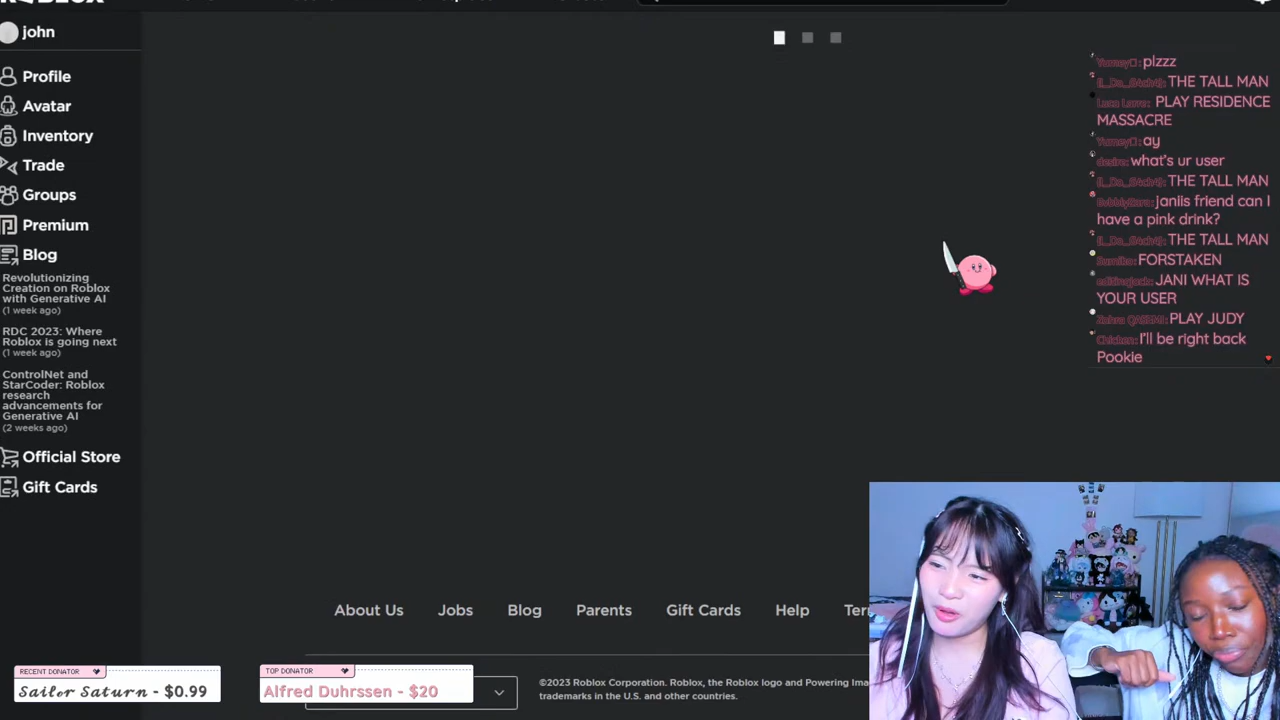 john
Profile
Avatar
Inventory
Trade
Groups
Premium
Blog
Revolutionizing
Creation on Roblox
with Generative AI
(1 week ago)
RDC 2023: Where
Roblox is going next
(1 week ago)
ControlNet and
StarCoder: Roblox
research
advancements for
Generative AI
(2 weeks ago)
Official Store
Gift Cards
plzzz
THE TALL MAN
PLAY RESIDENCE
MASSACRE
ay
what's ur user
THE TALL MAN
janiis friend can I
have a pink drink?
THE TALL MAN
FORSTAKEN
JANI WHAT IS
YOUR USER
PLAY JUDY
Chicken: I'll be right back
Pookie
About Us Jobs Blog Parents Gift Cards Help
©2023 Roblox Corporation. Roblox, the Roblox logo and Powering
trademarks in the U.S. and other countries.
RECENT DONATOR
Sailor Saturn - $0.99
TOP DONATOR
Alfred Duhrssen - $20